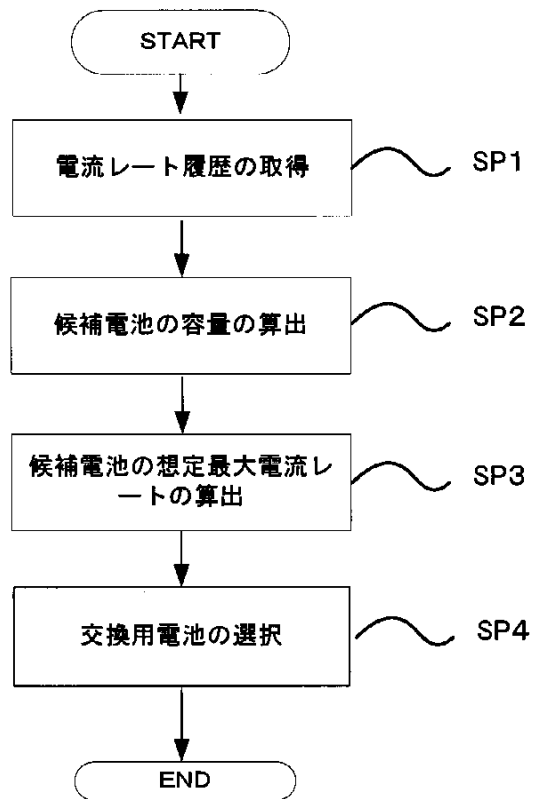 START
電流レート履歴の取得
SP1
候補電池の容量の算出
SP2
候補電池の想定最大電流レ
ートの算出
SP3
交換用電池の選択
SP4
END